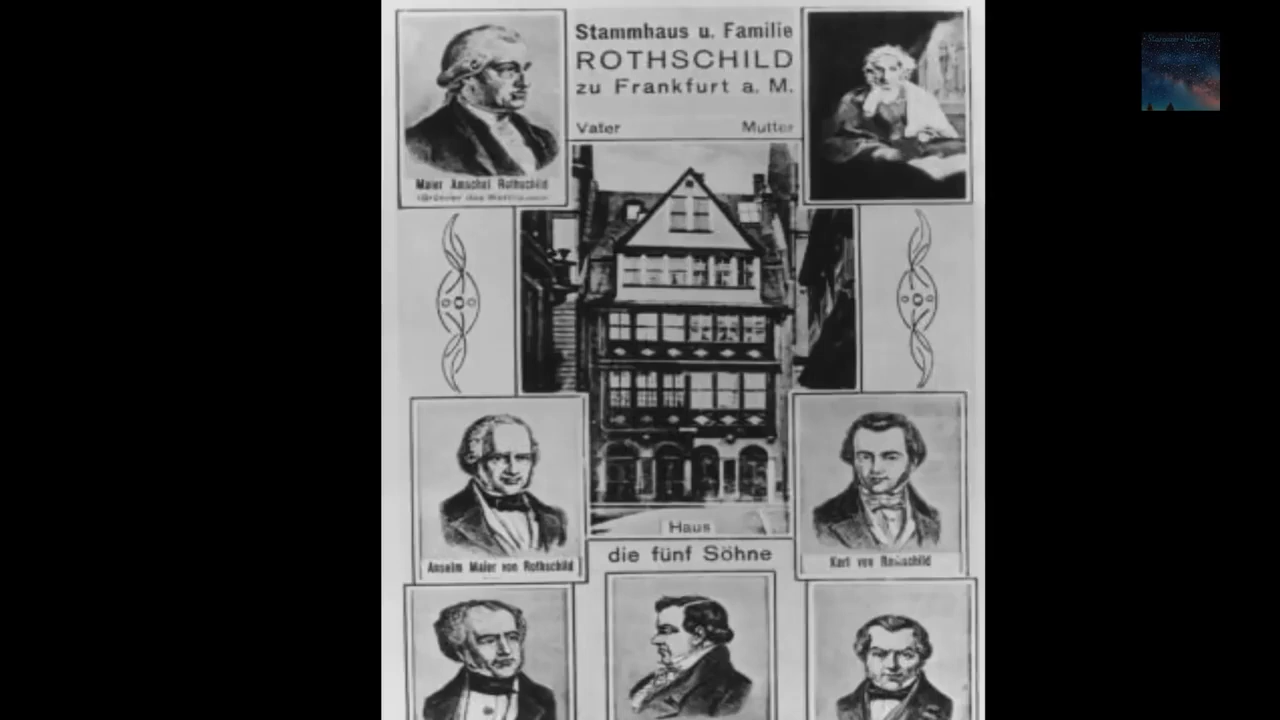 Stammhaus u. Familie
ROTHSCHILD
zu Frankfurt a. M.
Vater Mutter
Maier Amschel Rothschild
Haus
die fünf Söhne
Anselm Maier von Rothschild
Karl von Rothschild